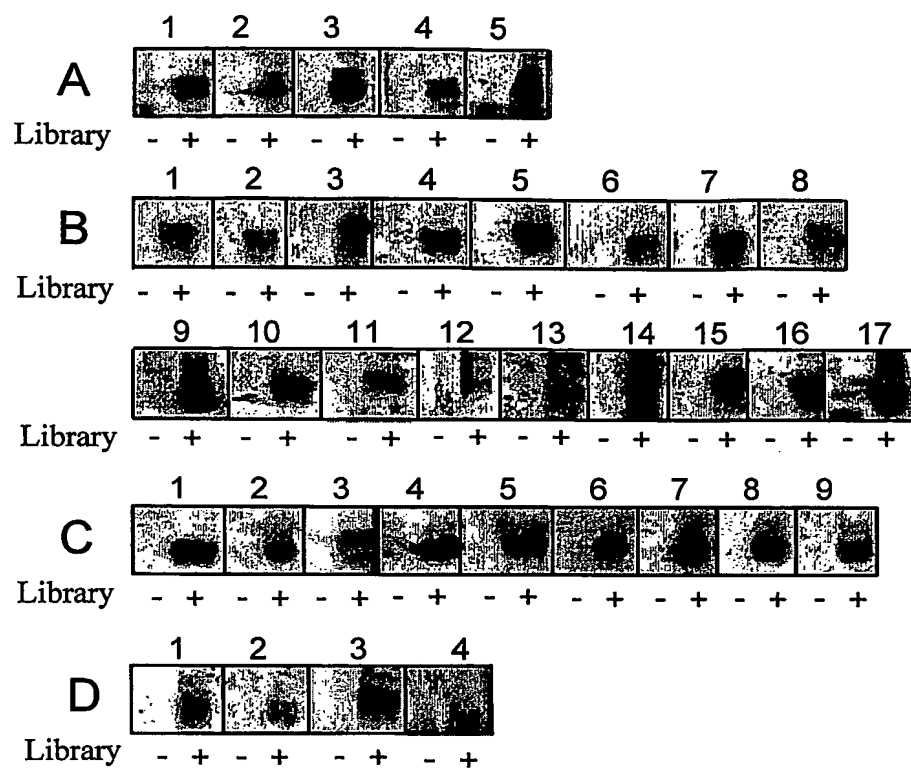 1 2 3 4 5
A
Library - + - + - + - + - +
1 2 3 4 5 6 7 8
B
Library - + - + - + - + - + - + - + - +
9 10 11 12 13 14 15 16 17
Library - + - + - + - + - + - + - + - + - +
1 2 3 4 5 6 7 8 9
C
Library - + - + - + - + - + - + - + - + - +
1 2 3 4
D
Library - + - + - + - +